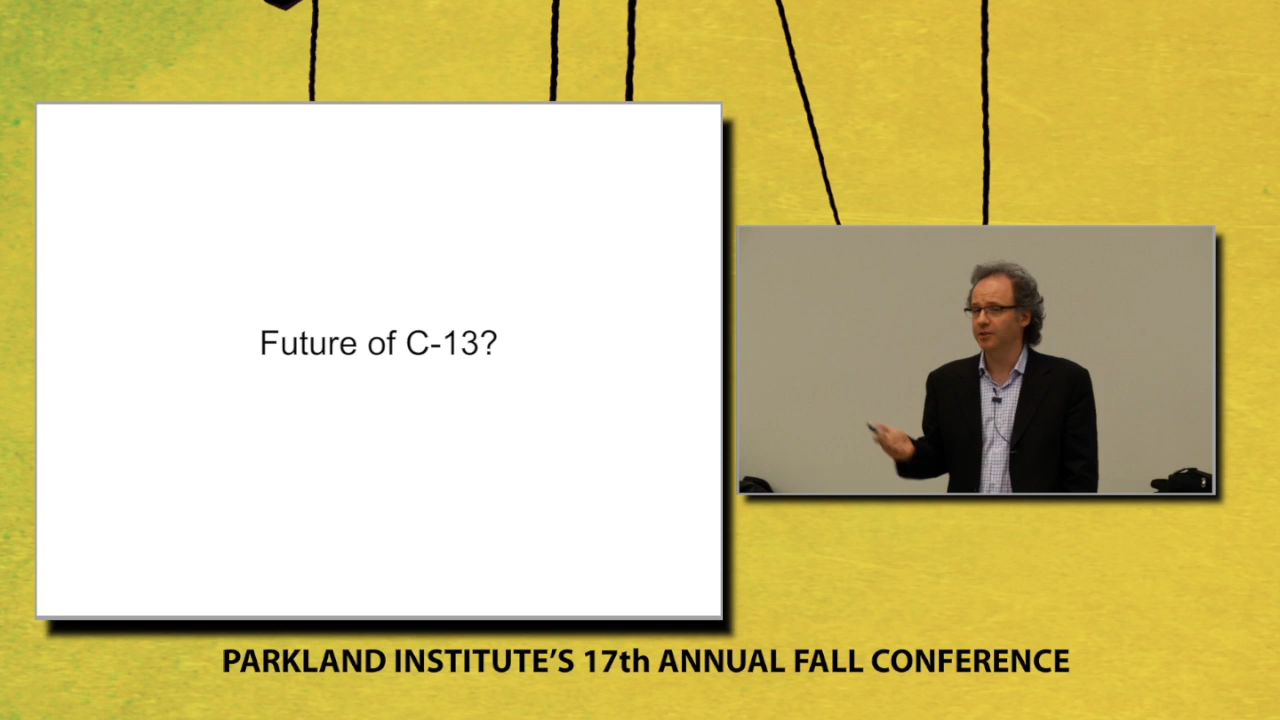 Future of C-13?
PARKLAND INSTITUTE’S 17th ANNUAL FALL CONFERENCE